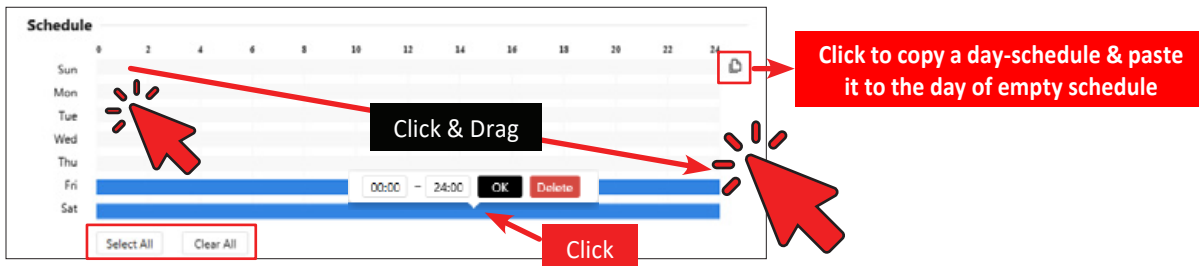 Schedule
0 2 4 6 8 10 12 14 16 18 20 22 24
Sun
Click to copy a day-schedule & paste
it to the day of empty schedule
Mon
Tue
Click & Drag
Wed
Thu
Fri
00:00 – 24:00 OK Delete
Sat
Select All Clear All
Click